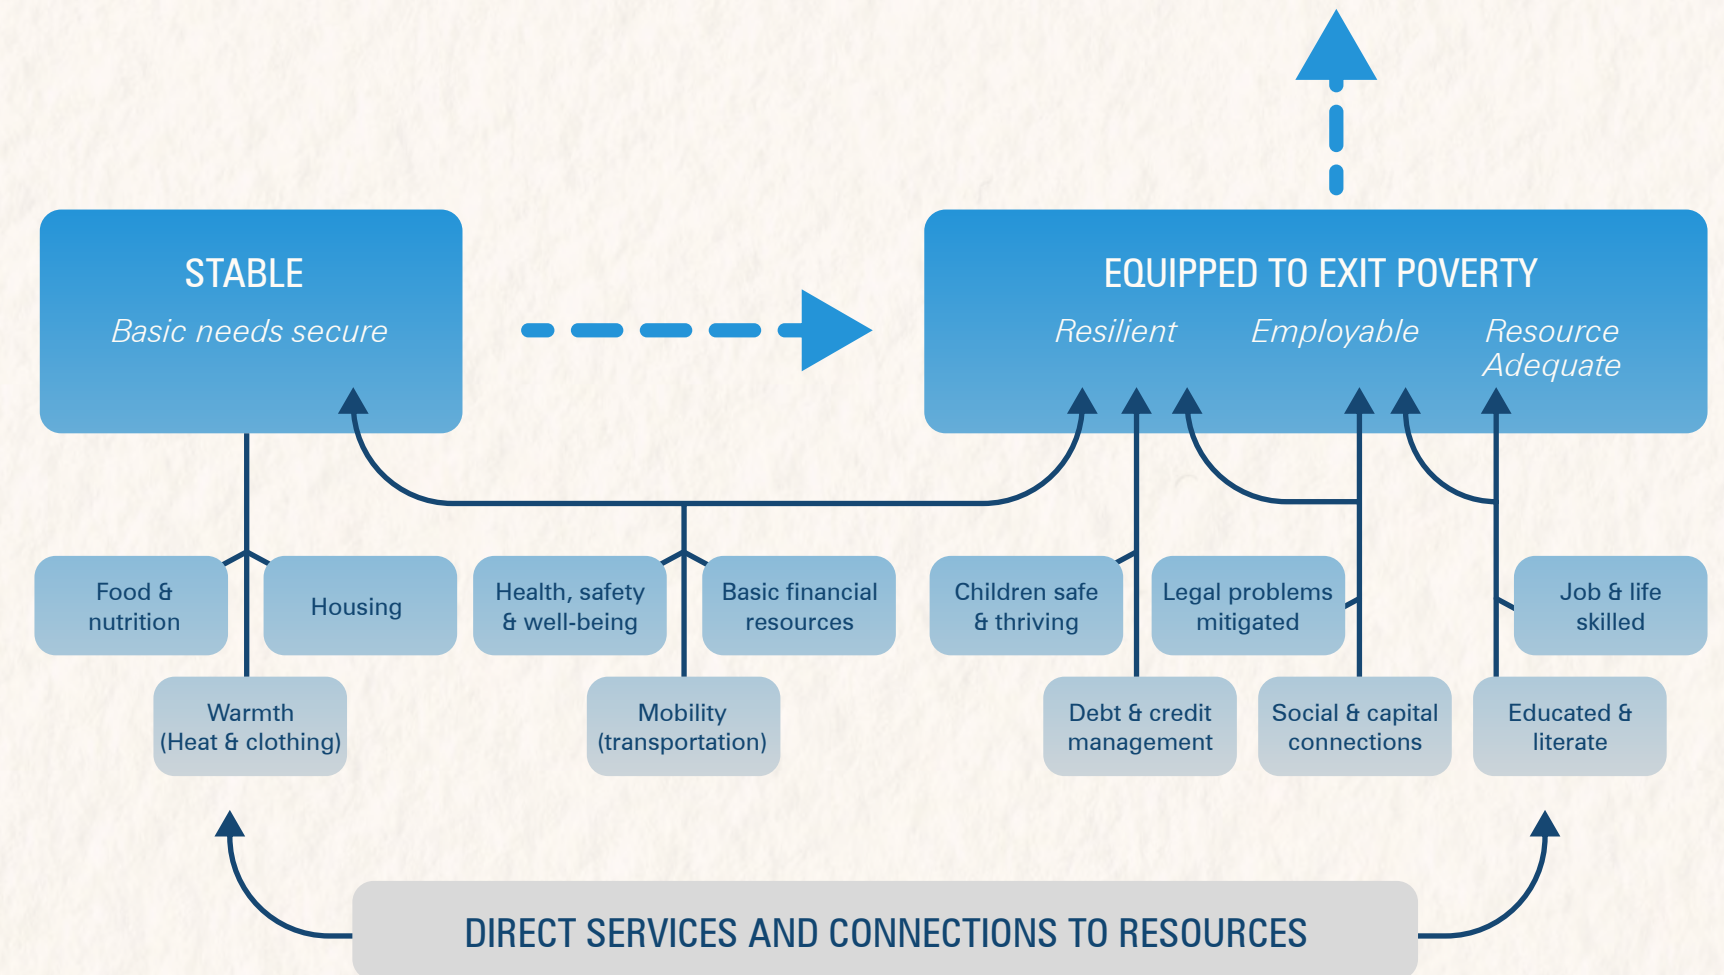 STABLE
Basic needs secure
EQUIPPED TO EXIT POVERTY
Resilient
Employable
Resource
Adequate
Food &
nutrition
Housing
Health, safety
& well-being
Basic financial
resources
Children safe
& thriving
Legal problems
mitigated
Job & life
skilled
Warmth
(Heat & clothing)
Mobility
(transportation)
Debt & credit
management
Social & capital
connections
Educated &
literate
DIRECT SERVICES AND CONNECTIONS TO RESOURCES